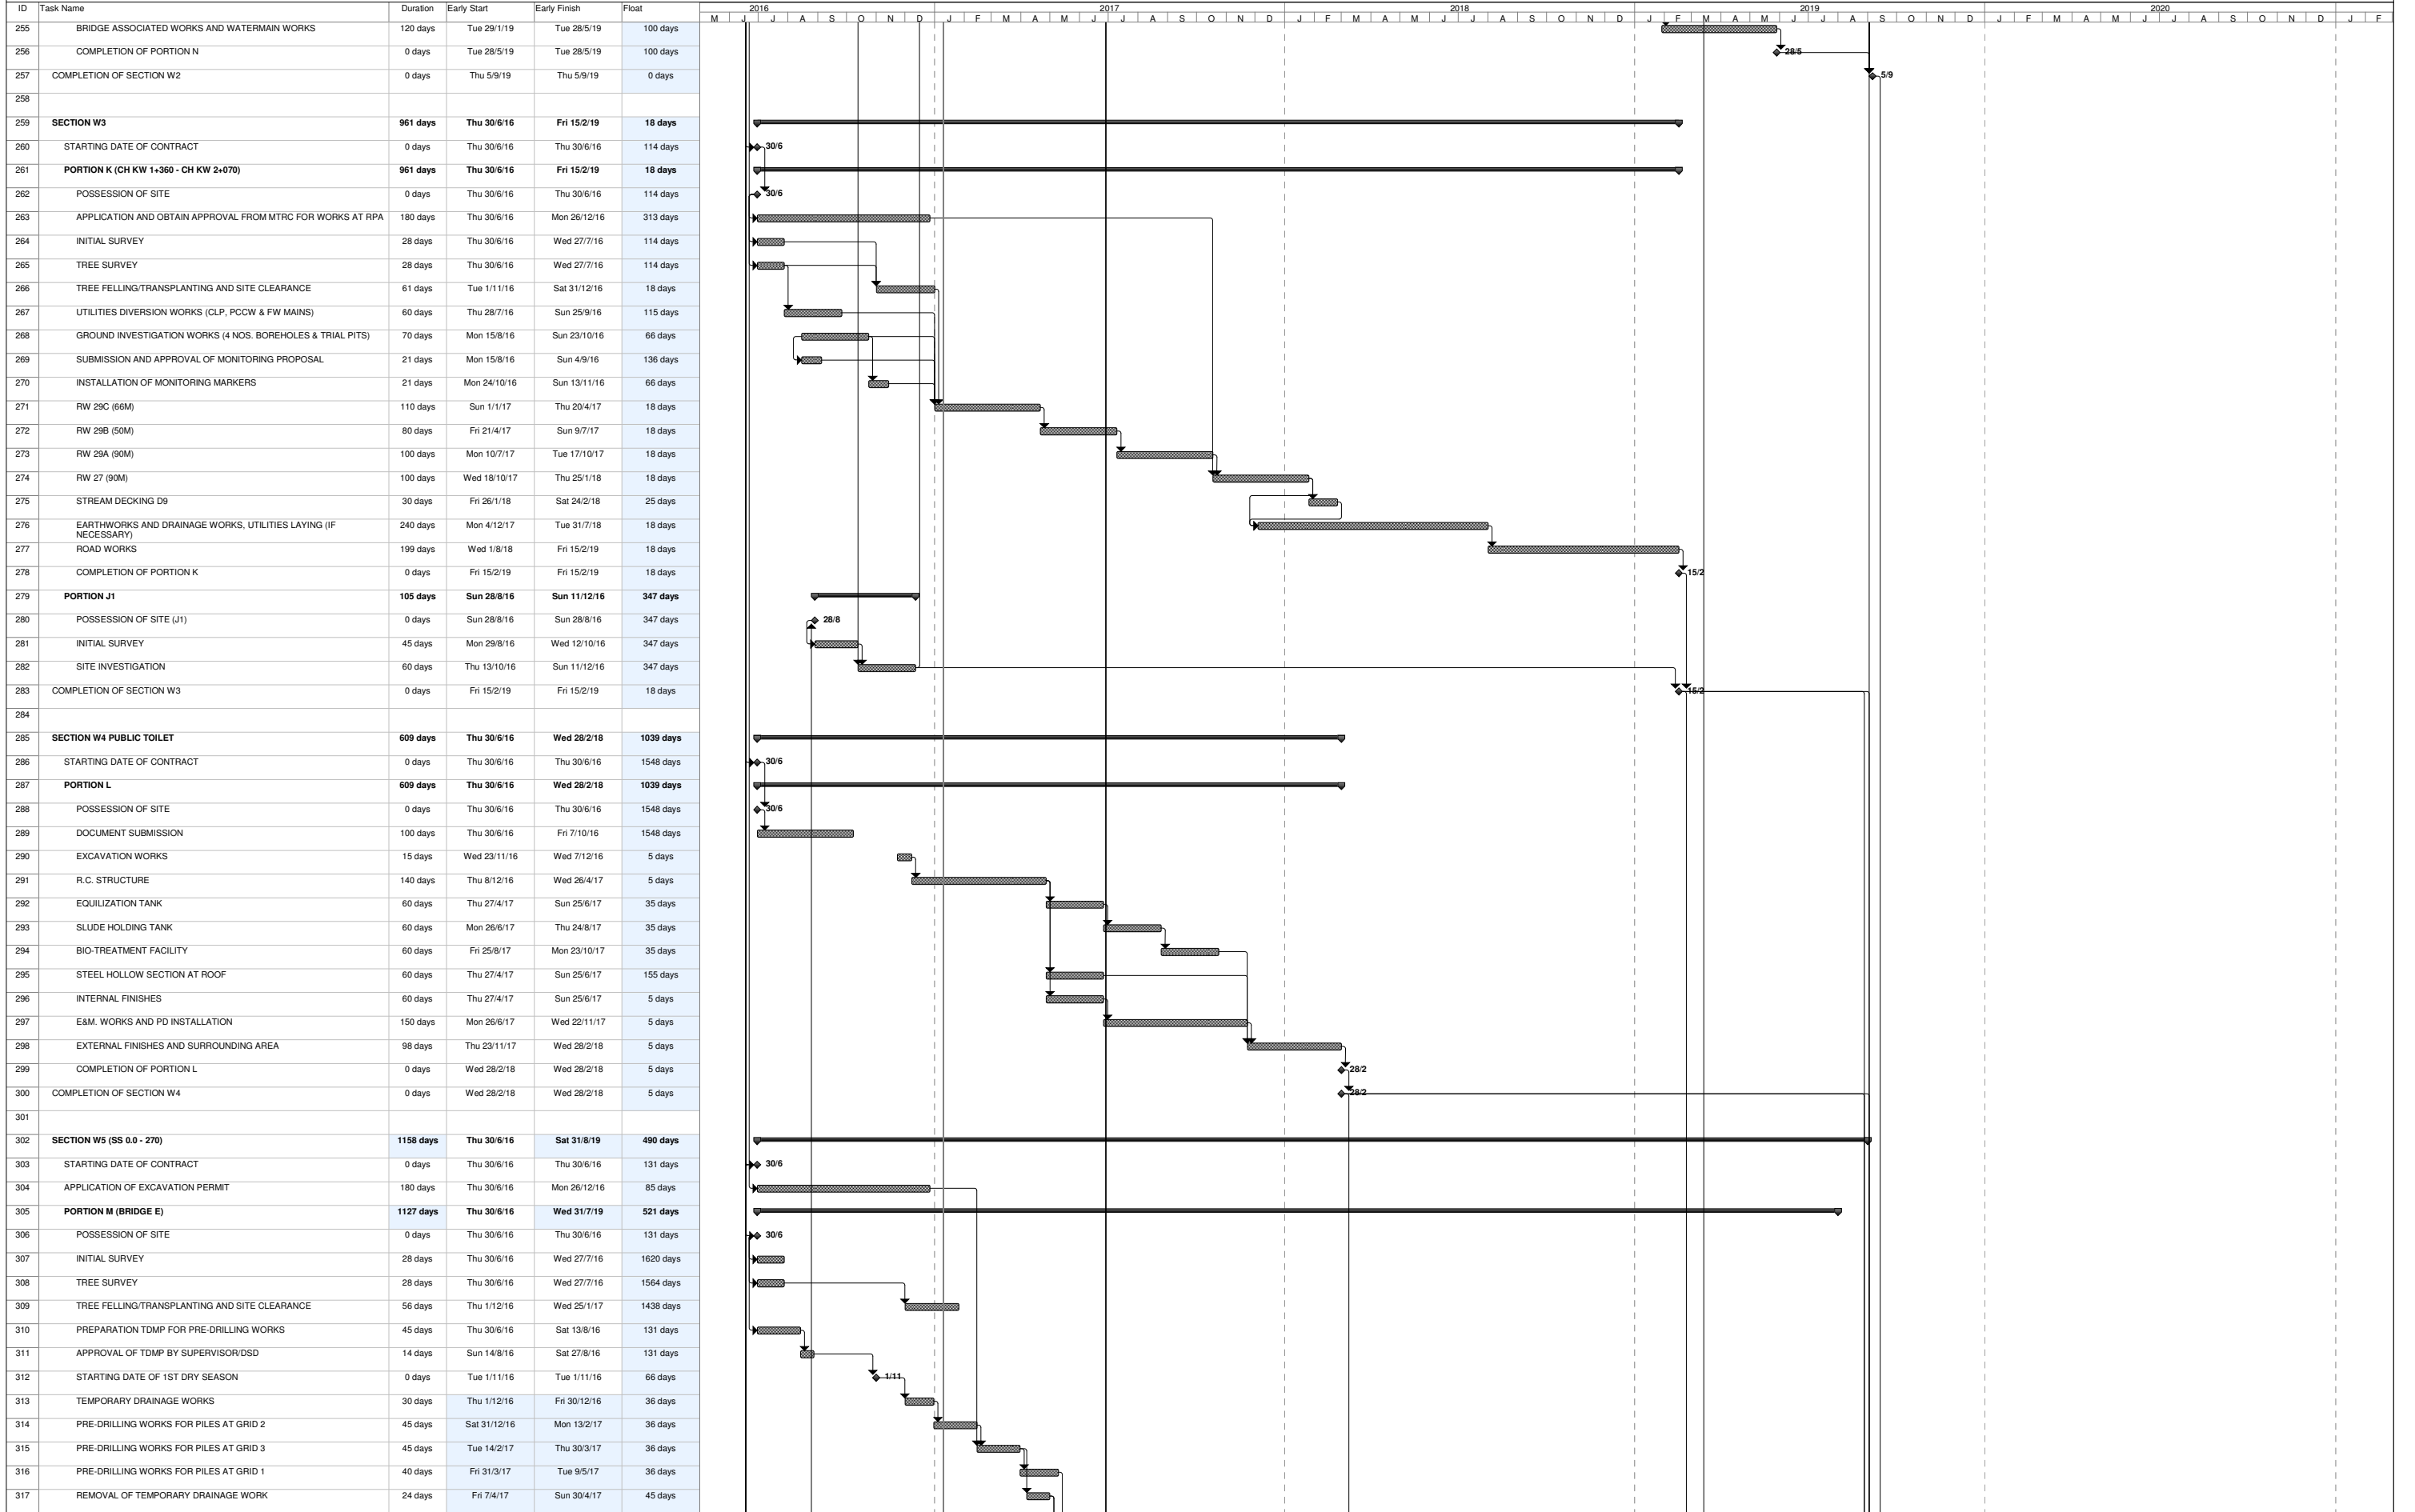 ID Task Name Duration Early Start Early Finish Float 2016 2017 2018 2019 2020
M J J A S O N D J F M A M J J A S O N D J F M A M J J A S O N D J F M A M J J A S O N D J F M A M J J A S O N D J F
255 BRIDGE ASSOCIATED WORKS AND WATERMAIN WORKS 120 days Tue 29/1/19 Tue 28/5/19 100 days
256 COMPLETION OF PORTION N 0 days Tue 28/5/19 Tue 28/5/19 100 days 28/5
257 COMPLETION OF SECTION W2 0 days Thu 5/9/19 Thu 5/9/19 0 days 5/9
258
259 SECTION W3 961 days Thu 30/6/16 Fri 15/2/19 18 days
260 STARTING DATE OF CONTRACT 0 days Thu 30/6/16 Thu 30/6/16 114 days 30/6
261 PORTION K (CH KW 1+360 - CH KW 2+070) 961 days Thu 30/6/16 Fri 15/2/19 18 days
262 POSSESSION OF SITE 0 days Thu 30/6/16 Thu 30/6/16 114 days 30/6
263 APPLICATION AND OBTAIN APPROVAL FROM MTRC FOR WORKS AT RPA 180 days Thu 30/6/16 Mon 26/12/16 313 days
264 INITIAL SURVEY 28 days Thu 30/6/16 Wed 27/7/16 114 days
265 TREE SURVEY 28 days Thu 30/6/16 Wed 27/7/16 114 days
266 TREE FELLING/TRANSPLANTING AND SITE CLEARANCE 61 days Tue 1/11/16 Sat 31/12/16 18 days
267 UTILITIES DIVERSION WORKS (CLP, PCCW & FW MAINS) 60 days Thu 28/7/16 Sun 25/9/16 115 days
268 GROUND INVESTIGATION WORKS (4 NOS. BOREHOLES & TRIAL PITS) 70 days Mon 15/8/16 Sun 23/10/16 66 days
269 SUBMISSION AND APPROVAL OF MONITORING PROPOSAL 21 days Mon 15/8/16 Sun 4/9/16 136 days
270 INSTALLATION OF MONITORING MARKERS 21 days Mon 24/10/16 Sun 13/11/16 66 days
271 RW 29C (66M) 110 days Sun 1/1/17 Thu 20/4/17 18 days
272 RW 29B (50M) 80 days Fri 21/4/17 Sun 9/7/17 18 days
273 RW 29A (90M) 100 days Mon 10/7/17 Tue 17/10/17 18 days
274 RW 27 (90M) 100 days Wed 18/10/17 Thu 25/1/18 18 days
275 STREAM DECKING D9 30 days Fri 26/1/18 Sat 24/2/18 25 days
276 EARTHWORKS AND DRAINAGE WORKS, UTILITIES LAYING (IF 240 days Mon 4/12/17 Tue 31/7/18 18 days
NECESSARY)
277 ROAD WORKS 199 days Wed 1/8/18 Fri 15/2/19 18 days
278 COMPLETION OF PORTION K 0 days Fri 15/2/19 Fri 15/2/19 18 days 15/2
279 PORTION J1 105 days Sun 28/8/16 Sun 11/12/16 347 days
280 POSSESSION OF SITE (J1) 0 days Sun 28/8/16 Sun 28/8/16 347 days 28/8
281 INITIAL SURVEY 45 days Mon 29/8/16 Wed 12/10/16 347 days
282 SITE INVESTIGATION 60 days Thu 13/10/16 Sun 11/12/16 347 days
283 COMPLETION OF SECTION W3 0 days Fri 15/2/19 Fri 15/2/19 18 days 15/2
284
285 SECTION W4 PUBLIC TOILET 609 days Thu 30/6/16 Wed 28/2/18 1039 days
286 STARTING DATE OF CONTRACT 0 days Thu 30/6/16 Thu 30/6/16 1548 days 30/6
287 PORTION L 609 days Thu 30/6/16 Wed 28/2/18 1039 days
288 POSSESSION OF SITE 0 days Thu 30/6/16 Thu 30/6/16 1548 days 30/6
289 DOCUMENT SUBMISSION 100 days Thu 30/6/16 Fri 7/10/16 1548 days
290 EXCAVATION WORKS 15 days Wed 23/11/16 Wed 7/12/16 5 days
291 R.C. STRUCTURE 140 days Thu 8/12/16 Wed 26/4/17 5 days
292 EQUILIZATION TANK 60 days Thu 27/4/17 Sun 25/6/17 35 days
293 SLUDE HOLDING TANK 60 days Mon 26/6/17 Thu 24/8/17 35 days
294 BIO-TREATMENT FACILITY 60 days Fri 25/8/17 Mon 23/10/17 35 days
295 STEEL HOLLOW SECTION AT ROOF 60 days Thu 27/4/17 Sun 25/6/17 155 days
296 INTERNAL FINISHES 60 days Thu 27/4/17 Sun 25/6/17 5 days
297 E&M. WORKS AND PD INSTALLATION 150 days Mon 26/6/17 Wed 22/11/17 5 days
298 EXTERNAL FINISHES AND SURROUNDING AREA 98 days Thu 23/11/17 Wed 28/2/18 5 days
299 COMPLETION OF PORTION L 0 days Wed 28/2/18 Wed 28/2/18 5 days 28/2
300 COMPLETION OF SECTION W4 0 days Wed 28/2/18 Wed 28/2/18 5 days 28/2
301
302 SECTION W5 (SS 0.0 - 270) 1158 days Thu 30/6/16 Sat 31/8/19 490 days
303 STARTING DATE OF CONTRACT 0 days Thu 30/6/16 Thu 30/6/16 131 days 30/6
304 APPLICATION OF EXCAVATION PERMIT 180 days Thu 30/6/16 Mon 26/12/16 85 days
305 PORTION M (BRIDGE E) 1127 days Thu 30/6/16 Wed 31/7/19 521 days
306 POSSESSION OF SITE 0 days Thu 30/6/16 Thu 30/6/16 131 days 30/6
307 INITIAL SURVEY 28 days Thu 30/6/16 Wed 27/7/16 1620 days
308 TREE SURVEY 28 days Thu 30/6/16 Wed 27/7/16 1564 days
309 TREE FELLING/TRANSPLANTING AND SITE CLEARANCE 56 days Thu 1/12/16 Wed 25/1/17 1438 days
310 PREPARATION TDMP FOR PRE-DRILLING WORKS 45 days Thu 30/6/16 Sat 13/8/16 131 days
311 APPROVAL OF TDMP BY SUPERVISOR/DSD 14 days Sun 14/8/16 Sat 27/8/16 131 days
312 STARTING DATE OF 1ST DRY SEASON 0 days Tue 1/11/16 Tue 1/11/16 66 days 1/11
313 TEMPORARY DRAINAGE WORKS 30 days Thu 1/12/16 Fri 30/12/16 36 days
314 PRE-DRILLING WORKS FOR PILES AT GRID 2 45 days Sat 31/12/16 Mon 13/2/17 36 days
315 PRE-DRILLING WORKS FOR PILES AT GRID 3 45 days Tue 14/2/17 Thu 30/3/17 36 days
316 PRE-DRILLING WORKS FOR PILES AT GRID 1 40 days Fri 31/3/17 Tue 9/5/17 36 days
317 REMOVAL OF TEMPORARY DRAINAGE WORK 24 days Fri 7/4/17 Sun 30/4/17 45 days